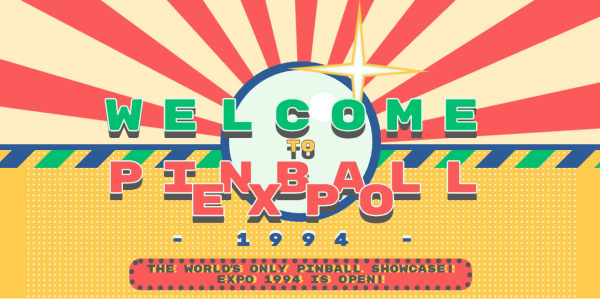 WELCOME
TO
PINBALL
EXPO
- 1994 -
THE WORLD'S ONLY PINBALL SHOWCASE!
EXPO 1994 IS OPEN!